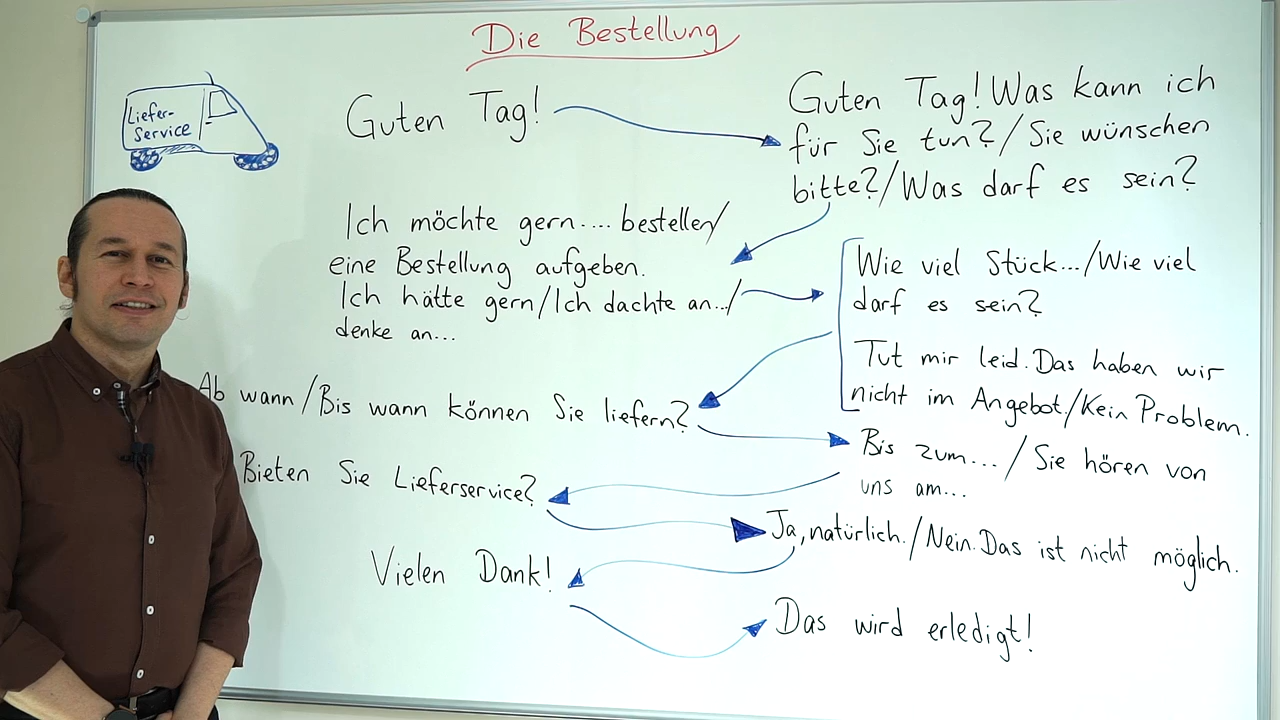 Die Bestellung
Liefer-
Service
Guten Tag!
Guten Tag! Was kann ich
für Sie tun?/Sie wünschen
bitte?/Was darf es sein?
Ich möchte gern.... bestellen/
eine Bestellung aufgeben.
Ich hätte gern/Ich dachte an.../
denke an...
Wie viel Stück.../Wie viel
darf es sein?
Tut mir leid. Das haben wir
nicht im Angebot./Kein Problem.
Ab wann/Bis wann können Sie liefern?
Bis zum.../Sie hören von
uns am...
Bieten Sie Lieferservice?
Ja, natürlich./Nein. Das ist nicht möglich.
Vielen Dank!
Das wird erledigt!